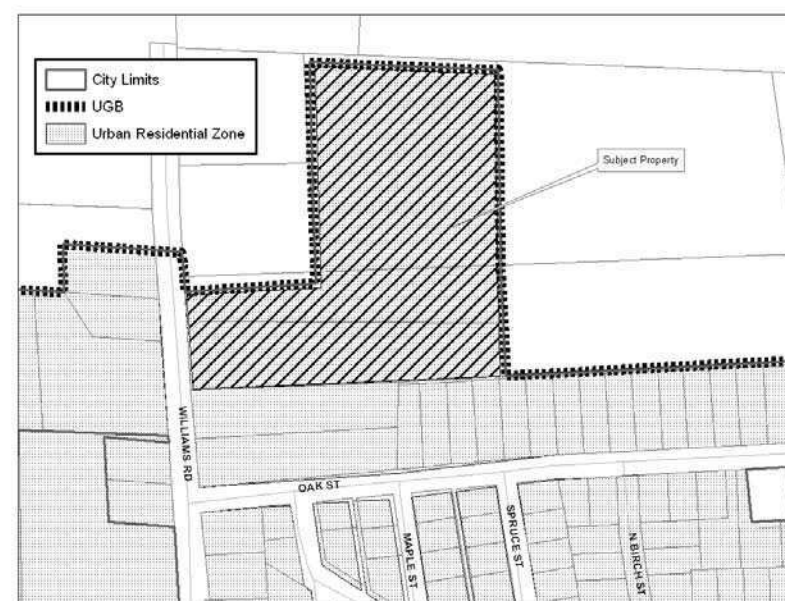 City Limits
UGB
Urban Residential Zone
Subject Property
WILLIAMS RD
OAK ST
MAPLE ST
SPRUCE ST
N BIRCH ST